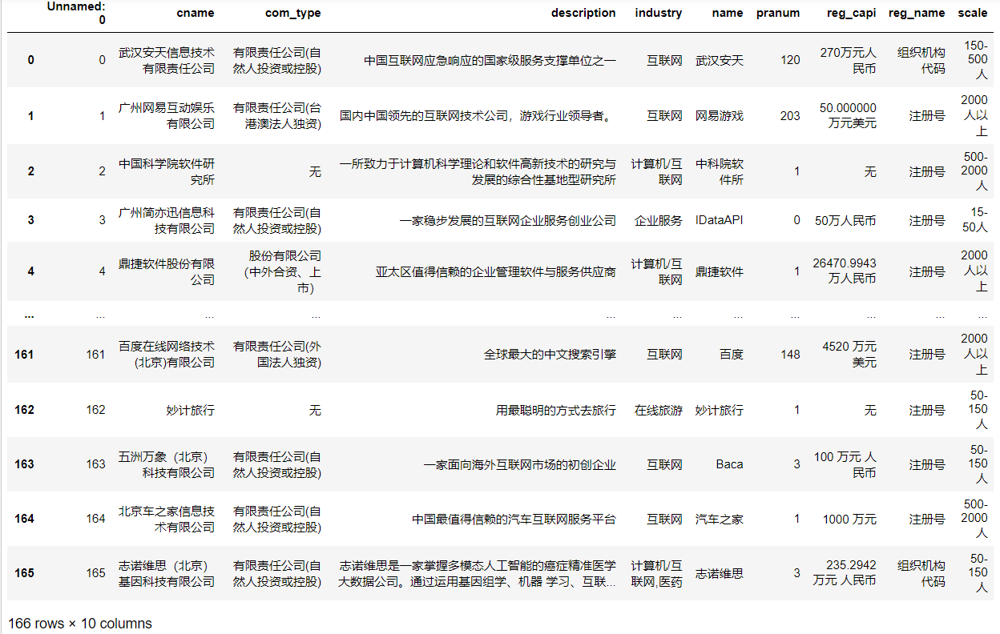 Unnamed: 0 cname com_type description industry name pranum reg_capi reg_name scale
0 0 武汉安天信息技术有限责任公司 有限责任公司(自然人投资或控股) 中国互联网应急响应的国家级服务支撑单位之一 互联网 武汉安天 120 270万元人民币 组织机构代码 150-500人
1 1 广州网易互动娱乐有限公司 有限责任公司(台港澳法人独资) 国内中国领先的互联网技术公司，游戏行业领导者。 互联网 网易游戏 203 50.000000万元美元 注册号 2000人以上
2 2 中国科学院软件研究所 无 一所致力于计算机科学理论和软件高新技术的研究与发展的综合性基地型研究所 计算机/互联网 中科院软件所 1 无 注册号 500-2000人
3 3 广州简亦迅信息科技有限公司 有限责任公司(自然人投资或控股) 一家稳步发展的互联网企业服务创业公司 企业服务 IDataAPI 0 50万人民币 注册号 15-50人
4 4 鼎捷软件股份有限公司 股份有限公司（中外合资、上市） 亚太区值得信赖的企业管理软件与服务供应商 计算机/互联网 鼎捷软件 1 26470.9943万人民币 注册号 2000人以上
... ... ... ... ... ... ... ... ... ... ...
161 161 百度在线网络技术(北京)有限公司 有限责任公司(外国法人独资) 全球最大的中文搜索引擎 互联网 百度 148 4520 万元美元 注册号 2000人以上
162 162 妙计旅行 无 用最聪明的方式去旅行 在线旅游 妙计旅行 1 无 注册号 50-150人
163 163 五洲万象（北京）科技有限公司 有限责任公司(自然人投资或控股) 一家面向海外互联网市场的初创企业 互联网 Baca 3 100 万元 人民币 注册号 50-150人
164 164 北京车之家信息技术有限公司 有限责任公司(自然人投资或控股) 中国最值得信赖的汽车互联网服务平台 互联网 汽车之家 1 1000 万元 注册号 500-2000人
165 165 志诺维思（北京）基因科技有限公司 有限责任公司(自然人投资或控股) 志诺维思是一家掌握多模态人工智能的癌症精准医学大数据公司。通过运用基因组学、机器 学习、互联... 计算机/互联网,医药 志诺维思 3 235.2942万元 人民币 组织机构代码 50-150人
166 rows × 10 columns